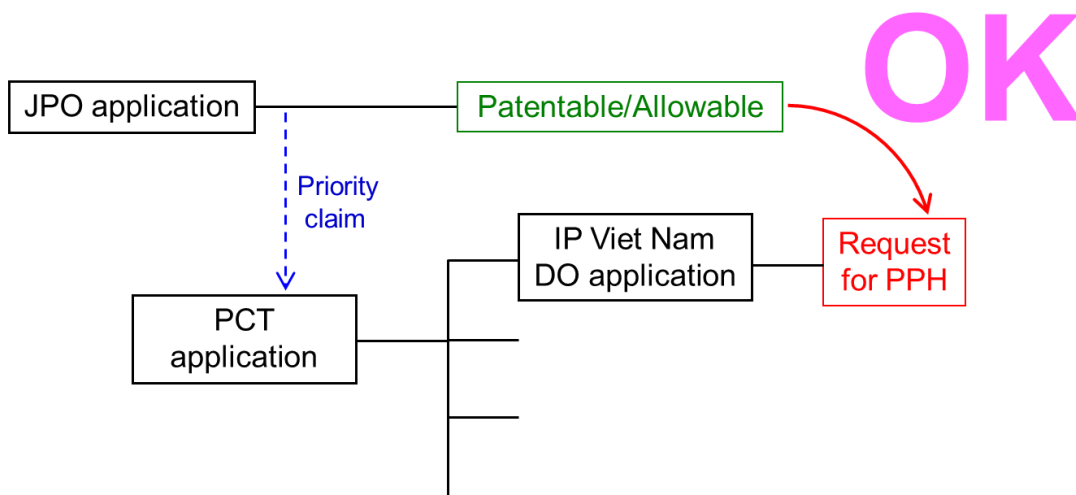 OK
JPO application
Patentable/Allowable
Priority
claim
IP Viet Nam
DO application
Request
for PPH
PCT
application